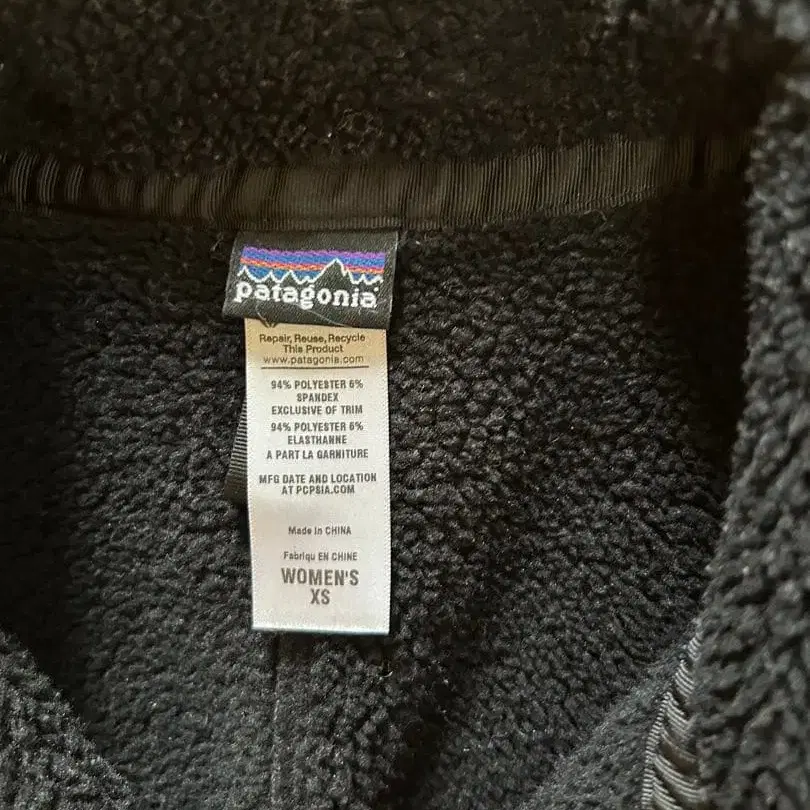 patagonia
Repair, Reuse, Recycle
This Product
www.patagonia.com
94% POLYESTER 6%
SPANDEX
EXCLUSIVE OF TRIM
94% POLYESTER 6%
ELASTHANNE
A PART LA GARNITURE
MFG DATE AND LOCATION
AT PCPSIA.COM
Made in CHINA
Fabriqu EN CHINE
WOMEN'S
XS